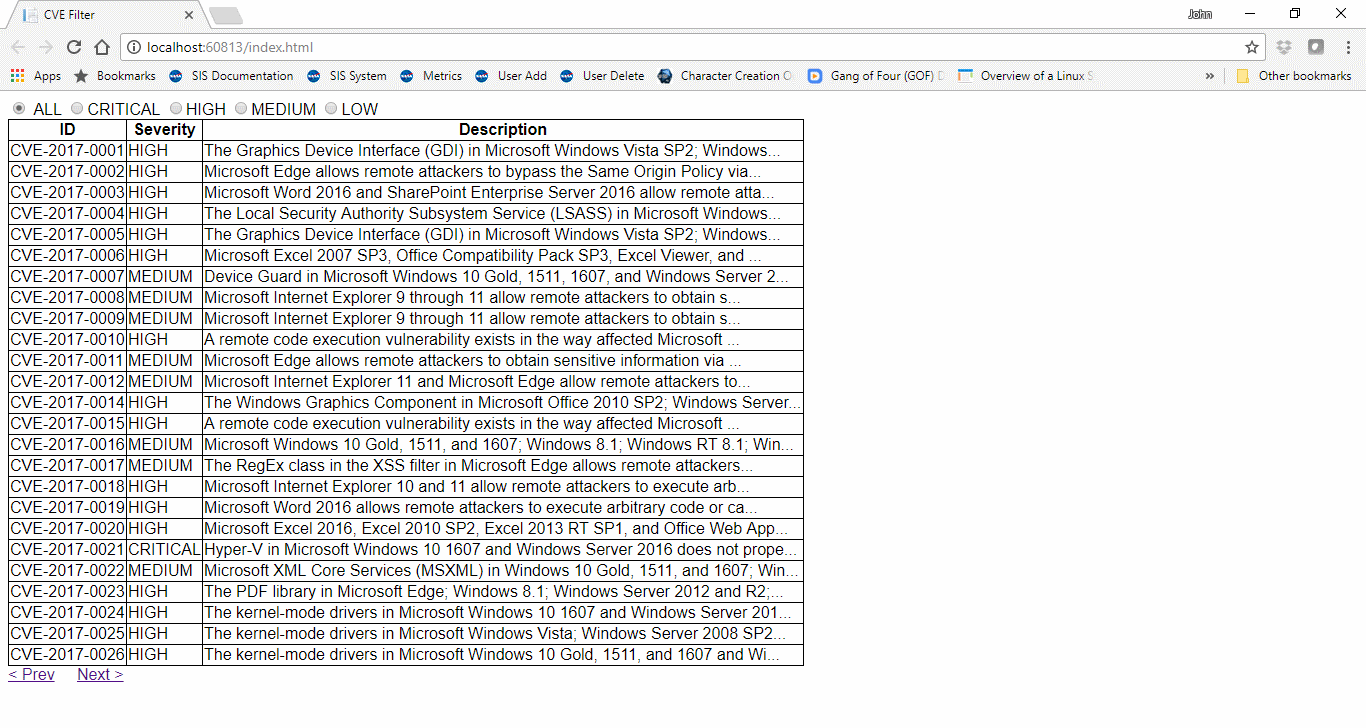 CVE Filter
John
localhost:60813/index.html
Apps Bookmarks SIS Documentation SIS System Metrics User Add User Delete Character Creation O Gang of Four (GOF) D Overview of a Linux S » Other bookmarks
ALL CRITICAL HIGH MEDIUM LOW
ID Severity Description
CVE-2017-0001 HIGH The Graphics Device Interface (GDI) in Microsoft Windows Vista SP2; Windows...
CVE-2017-0002 HIGH Microsoft Edge allows remote attackers to bypass the Same Origin Policy via...
CVE-2017-0003 HIGH Microsoft Word 2016 and SharePoint Enterprise Server 2016 allow remote atta...
CVE-2017-0004 HIGH The Local Security Authority Subsystem Service (LSASS) in Microsoft Windows...
CVE-2017-0005 HIGH The Graphics Device Interface (GDI) in Microsoft Windows Vista SP2; Windows...
CVE-2017-0006 HIGH Microsoft Excel 2007 SP3, Office Compatibility Pack SP3, Excel Viewer, and ...
CVE-2017-0007 MEDIUM Device Guard in Microsoft Windows 10 Gold, 1511, 1607, and Windows Server 2...
CVE-2017-0008 MEDIUM Microsoft Internet Explorer 9 through 11 allow remote attackers to obtain s...
CVE-2017-0009 MEDIUM Microsoft Internet Explorer 9 through 11 allow remote attackers to obtain s...
CVE-2017-0010 HIGH A remote code execution vulnerability exists in the way affected Microsoft ...
CVE-2017-0011 MEDIUM Microsoft Edge allows remote attackers to obtain sensitive information via ...
CVE-2017-0012 MEDIUM Microsoft Internet Explorer 11 and Microsoft Edge allow remote attackers to...
CVE-2017-0014 HIGH The Windows Graphics Component in Microsoft Office 2010 SP2; Windows Server...
CVE-2017-0015 HIGH A remote code execution vulnerability exists in the way affected Microsoft ...
CVE-2017-0016 MEDIUM Microsoft Windows 10 Gold, 1511, and 1607; Windows 8.1; Windows RT 8.1; Win...
CVE-2017-0017 MEDIUM The RegEx class in the XSS filter in Microsoft Edge allows remote attackers...
CVE-2017-0018 HIGH Microsoft Internet Explorer 10 and 11 allow remote attackers to execute arb...
CVE-2017-0019 HIGH Microsoft Word 2016 allows remote attackers to execute arbitrary code or ca...
CVE-2017-0020 HIGH Microsoft Excel 2016, Excel 2010 SP2, Excel 2013 RT SP1, and Office Web App...
CVE-2017-0021 CRITICAL Hyper-V in Microsoft Windows 10 1607 and Windows Server 2016 does not prope...
CVE-2017-0022 MEDIUM Microsoft XML Core Services (MSXML) in Windows 10 Gold, 1511, and 1607; Win...
CVE-2017-0023 HIGH The PDF library in Microsoft Edge; Windows 8.1; Windows Server 2012 and R2;...
CVE-2017-0024 HIGH The kernel-mode drivers in Microsoft Windows 10 1607 and Windows Server 201...
CVE-2017-0025 HIGH The kernel-mode drivers in Microsoft Windows Vista; Windows Server 2008 SP2...
CVE-2017-0026 HIGH The kernel-mode drivers in Microsoft Windows 10 Gold, 1511, and 1607 and Wi...
< Prev Next >